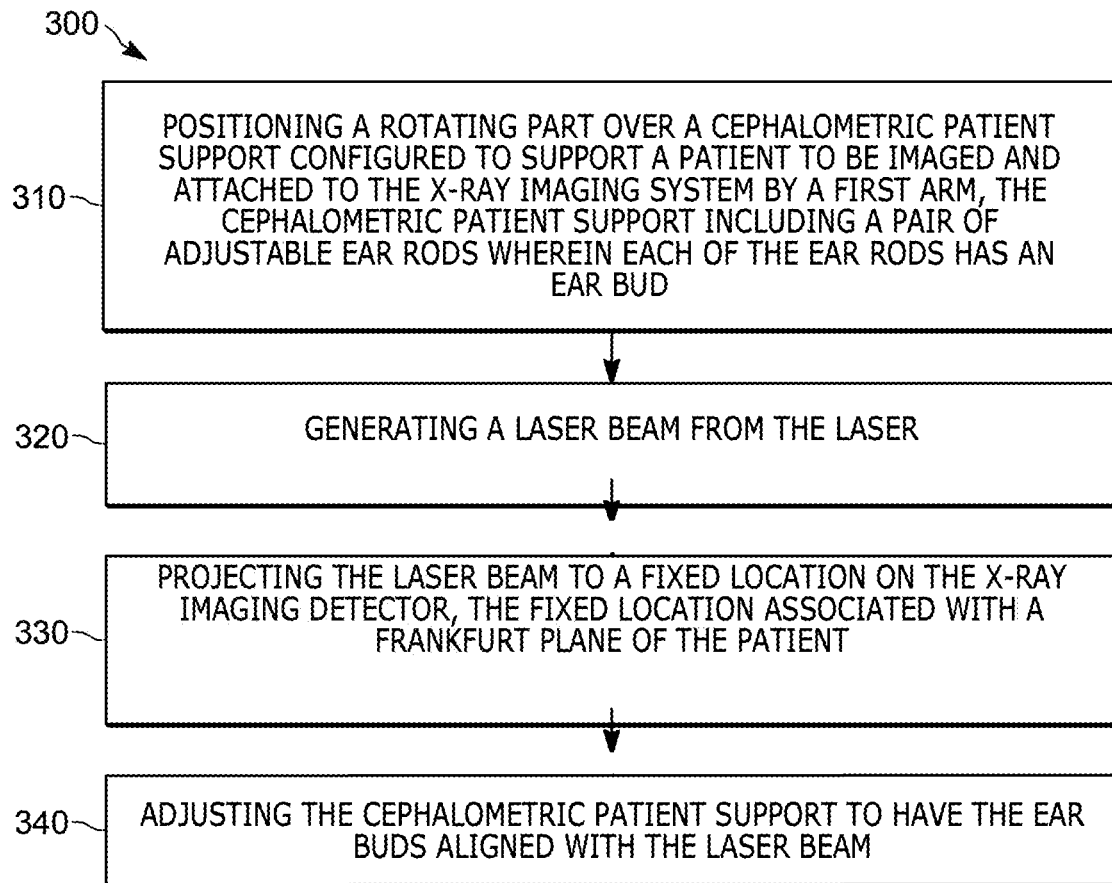 300
310
POSITIONING A ROTATING PART OVER A CEPHALOMETRIC PATIENT
SUPPORT CONFIGURED TO SUPPORT A PATIENT TO BE IMAGED AND
ATTACHED TO THE X-RAY IMAGING SYSTEM BY A FIRST ARM, THE
CEPHALOMETRIC PATIENT SUPPORT INCLUDING A PAIR OF
ADJUSTABLE EAR RODS WHEREIN EACH OF THE EAR RODS HAS AN
EAR BUD
320
GENERATING A LASER BEAM FROM THE LASER
330
PROJECTING THE LASER BEAM TO A FIXED LOCATION ON THE X-RAY
IMAGING DETECTOR, THE FIXED LOCATION ASSOCIATED WITH A
FRANKFURT PLANE OF THE PATIENT
340
ADJUSTING THE CEPHALOMETRIC PATIENT SUPPORT TO HAVE THE EAR
BUDS ALIGNED WITH THE LASER BEAM